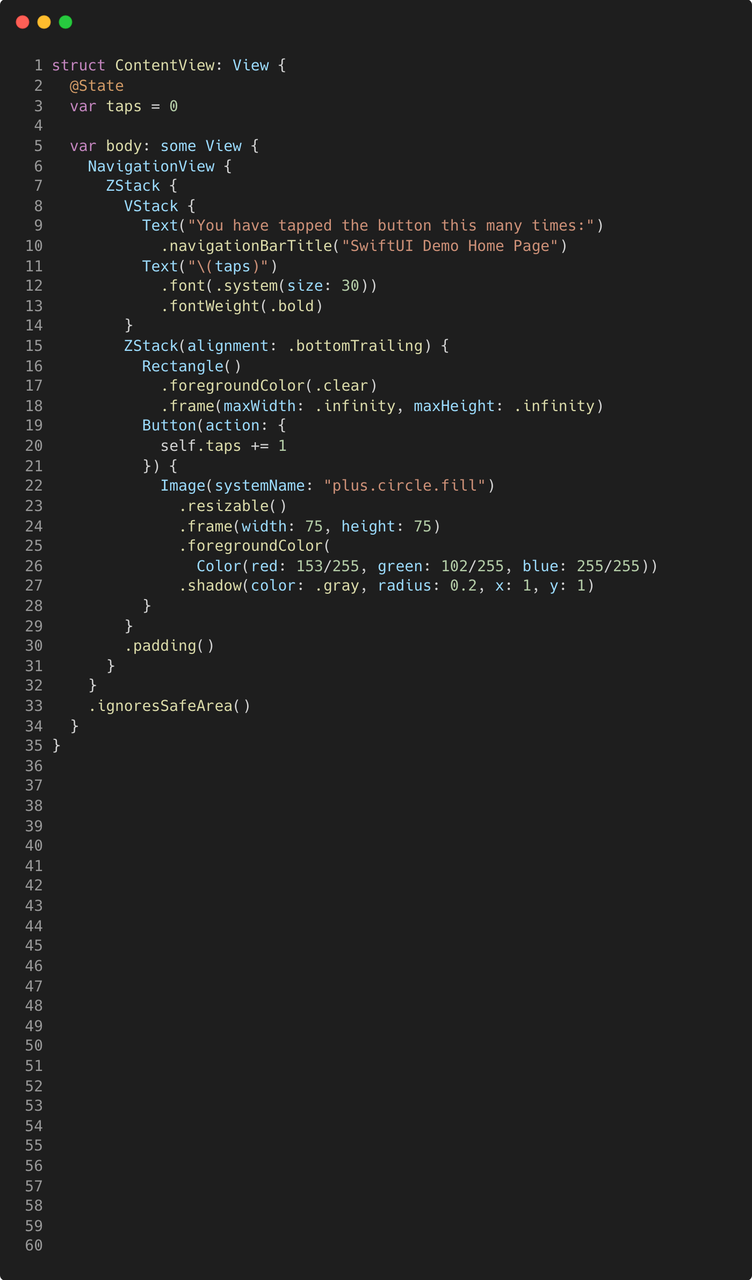 1 struct ContentView: View {
2   @State
3   var taps = 0
4
5   var body: some View {
6     NavigationView {
7       ZStack {
8         VStack {
9           Text("You have tapped the button this many times:")
10             .navigationBarTitle("SwiftUI Demo Home Page")
11           Text("\(taps)")
12             .font(.system(size: 30))
13             .fontWeight(.bold)
14         }
15         ZStack(alignment: .bottomTrailing) {
16           Rectangle()
17             .foregroundColor(.clear)
18             .frame(maxWidth: .infinity, maxHeight: .infinity)
19           Button(action: {
20             self.taps += 1
21           }) {
22             Image(systemName: "plus.circle.fill")
23               .resizable()
24               .frame(width: 75, height: 75)
25               .foregroundColor(
26                 Color(red: 153/255, green: 102/255, blue: 255/255))
27               .shadow(color: .gray, radius: 0.2, x: 1, y: 1)
28           }
29         }
30         .padding()
31       }
32     }
33     .ignoresSafeArea()
34   }
35 }
36
37
38
39
40
41
42
43
44
45
46
47
48
49
50
51
52
53
54
55
56
57
58
59
60